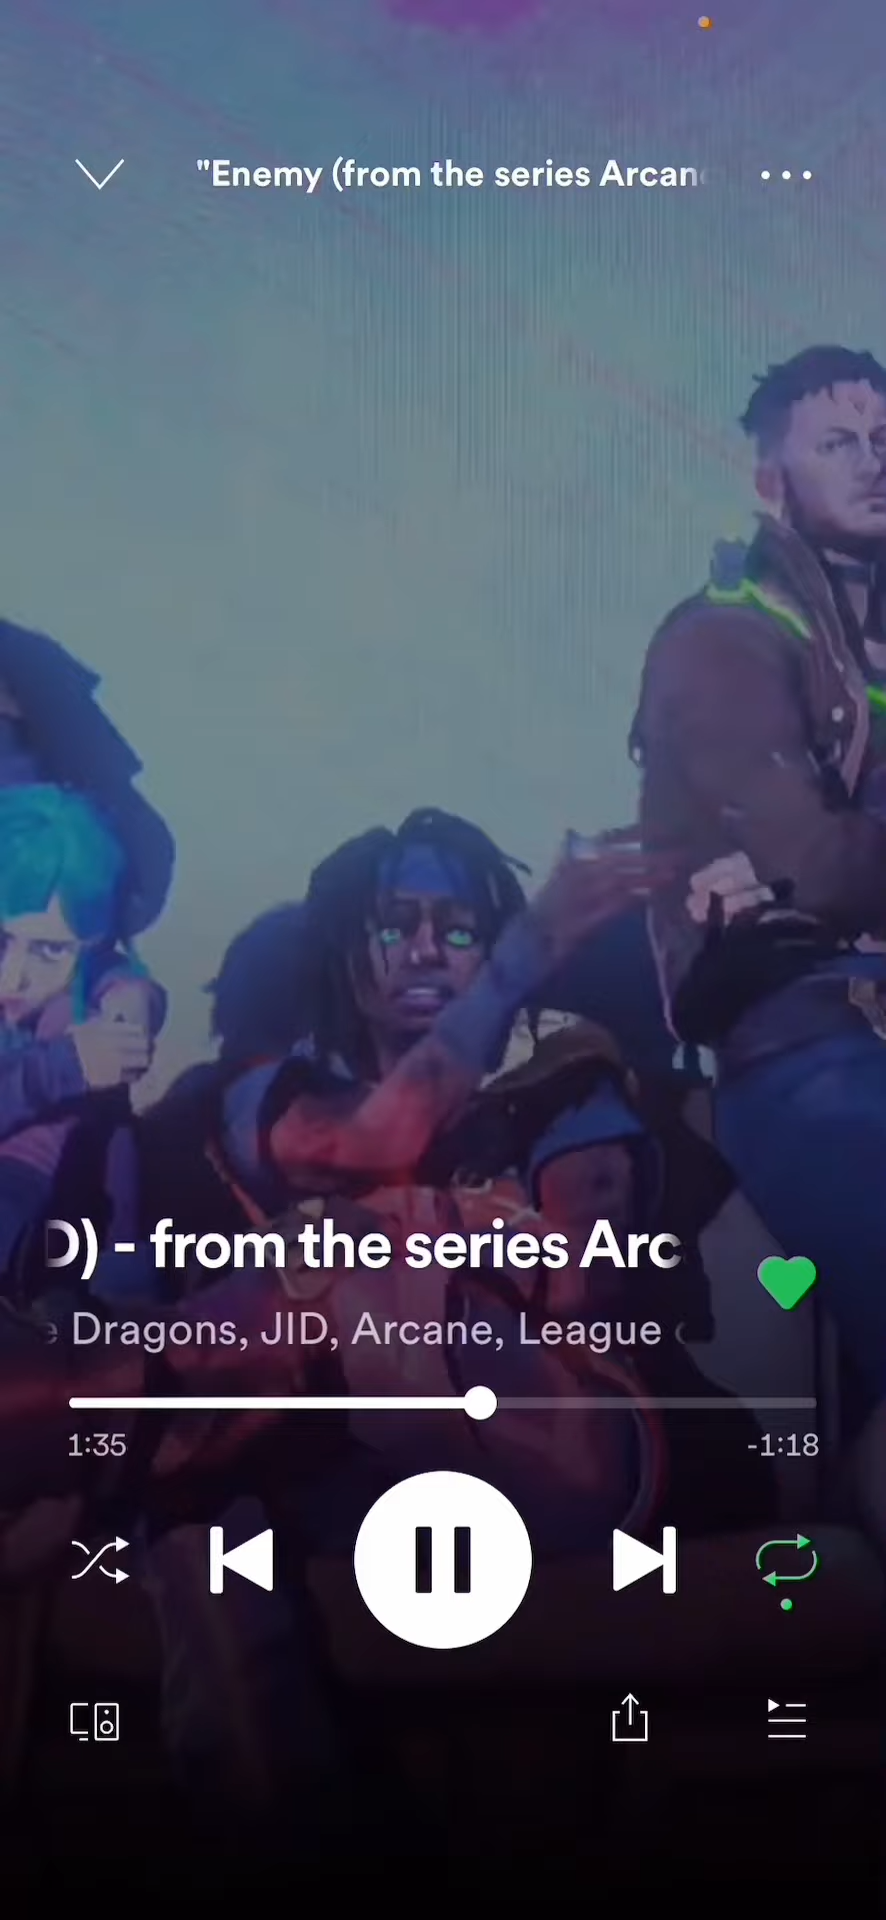 "Enemy (from the series Arcan
D) - from the series Arc
e Dragons, JID, Arcane, League
1:35
-1:18